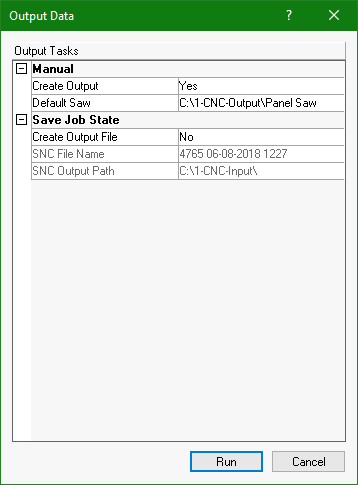 Output Data
Output Tasks
Manual
Create Output Yes
Default Saw C:\1-CNC-Output\Panel Saw
Save Job State
Create Output File No
SNC File Name 4765 06-08-2018 1227
SNC Output Path C:\1-CNC-Input\
Run Cancel